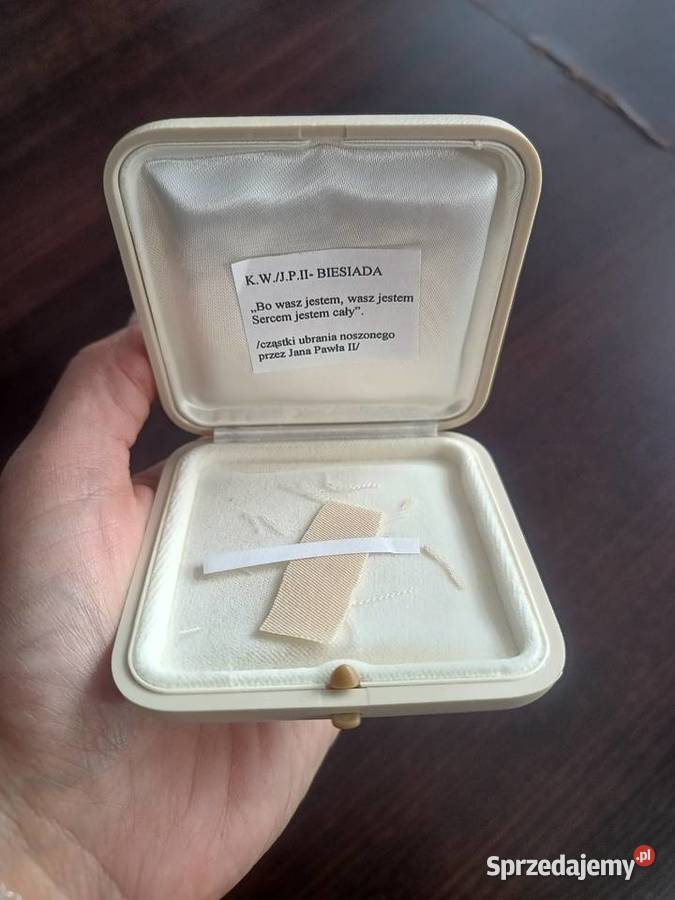 K.W./J.P.II- BIESIADA
„Bo wasz jestem, wasz jestem
Sercem jestem cały”.
/cząstki ubrania noszonego
przez Jana Pawła II/
Sprzedajemy.pl